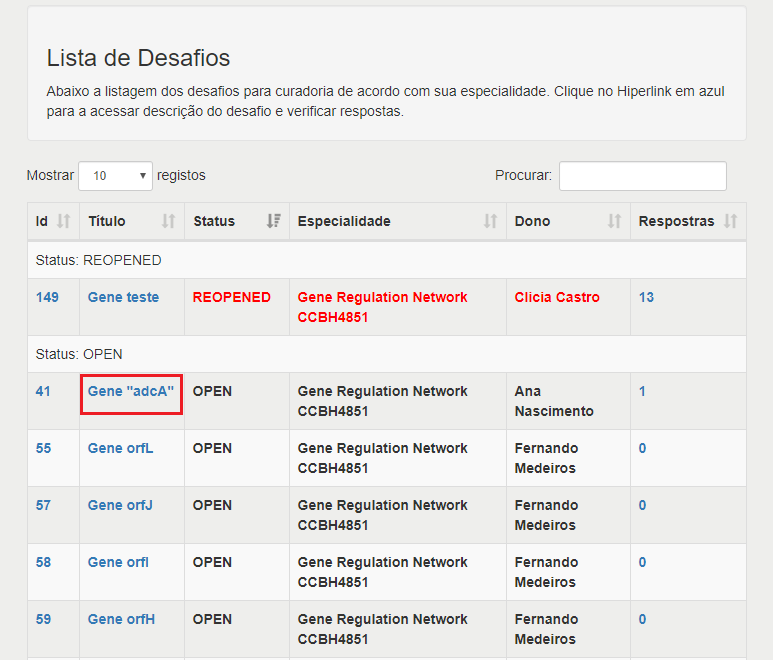 Lista de Desafios
Abaixo a listagem dos desafios para curadoria de acordo com sua especialidade. Clique no Hiperlink em azul
para a acessar descrição do desafio e verificar respostas.
Mostrar 10 registos Procurar:
Id Título Status Especialidade Dono Respostras
Status: REOPENED
149 Gene teste REOPENED Gene Regulation Network Clicia Castro 13
CCBH4851
Status: OPEN
41 Gene "adcA" OPEN Gene Regulation Network Ana 1
CCBH4851 Nascimento
55 Gene orfL OPEN Gene Regulation Network Fernando 0
CCBH4851 Medeiros
57 Gene orfJ OPEN Gene Regulation Network Fernando 0
CCBH4851 Medeiros
58 Gene orfI OPEN Gene Regulation Network Fernando 0
CCBH4851 Medeiros
59 Gene orfH OPEN Gene Regulation Network Fernando 0
CCBH4851 Medeiros